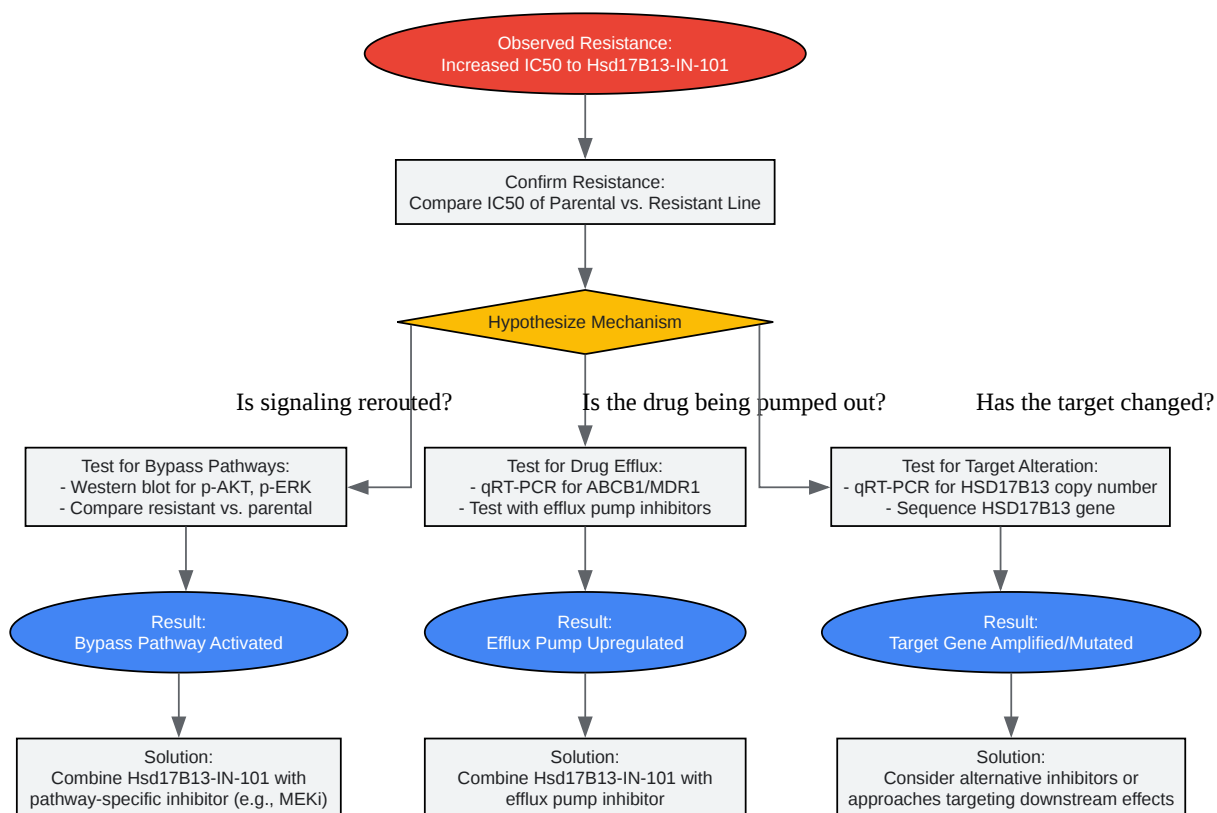 Observed Resistance:
Increased IC50 to Hsd17B13-IN-101
Confirm Resistance:
Compare IC50 of Parental vs. Resistant Line
Hypothesize Mechanism
Is signaling rerouted?
Is the drug being pumped out?
Has the target changed?
Test for Bypass Pathways:
- Western blot for p-AKT, p-ERK
- Compare resistant vs. parental
Test for Drug Efflux:
- qRT-PCR for ABCB1/MDR1
- Test with efflux pump inhibitors
Test for Target Alteration:
- qRT-PCR for HSD17B13 copy number
- Sequence HSD17B13 gene
Result:
Bypass Pathway Activated
Result:
Efflux Pump Upregulated
Result:
Target Gene Amplified/Mutated
Solution:
Combine Hsd17B13-IN-101 with
pathway-specific inhibitor (e.g., MEKi)
Solution:
Combine Hsd17B13-IN-101 with
efflux pump inhibitor
Solution:
Consider alternative inhibitors or
approaches targeting downstream effects